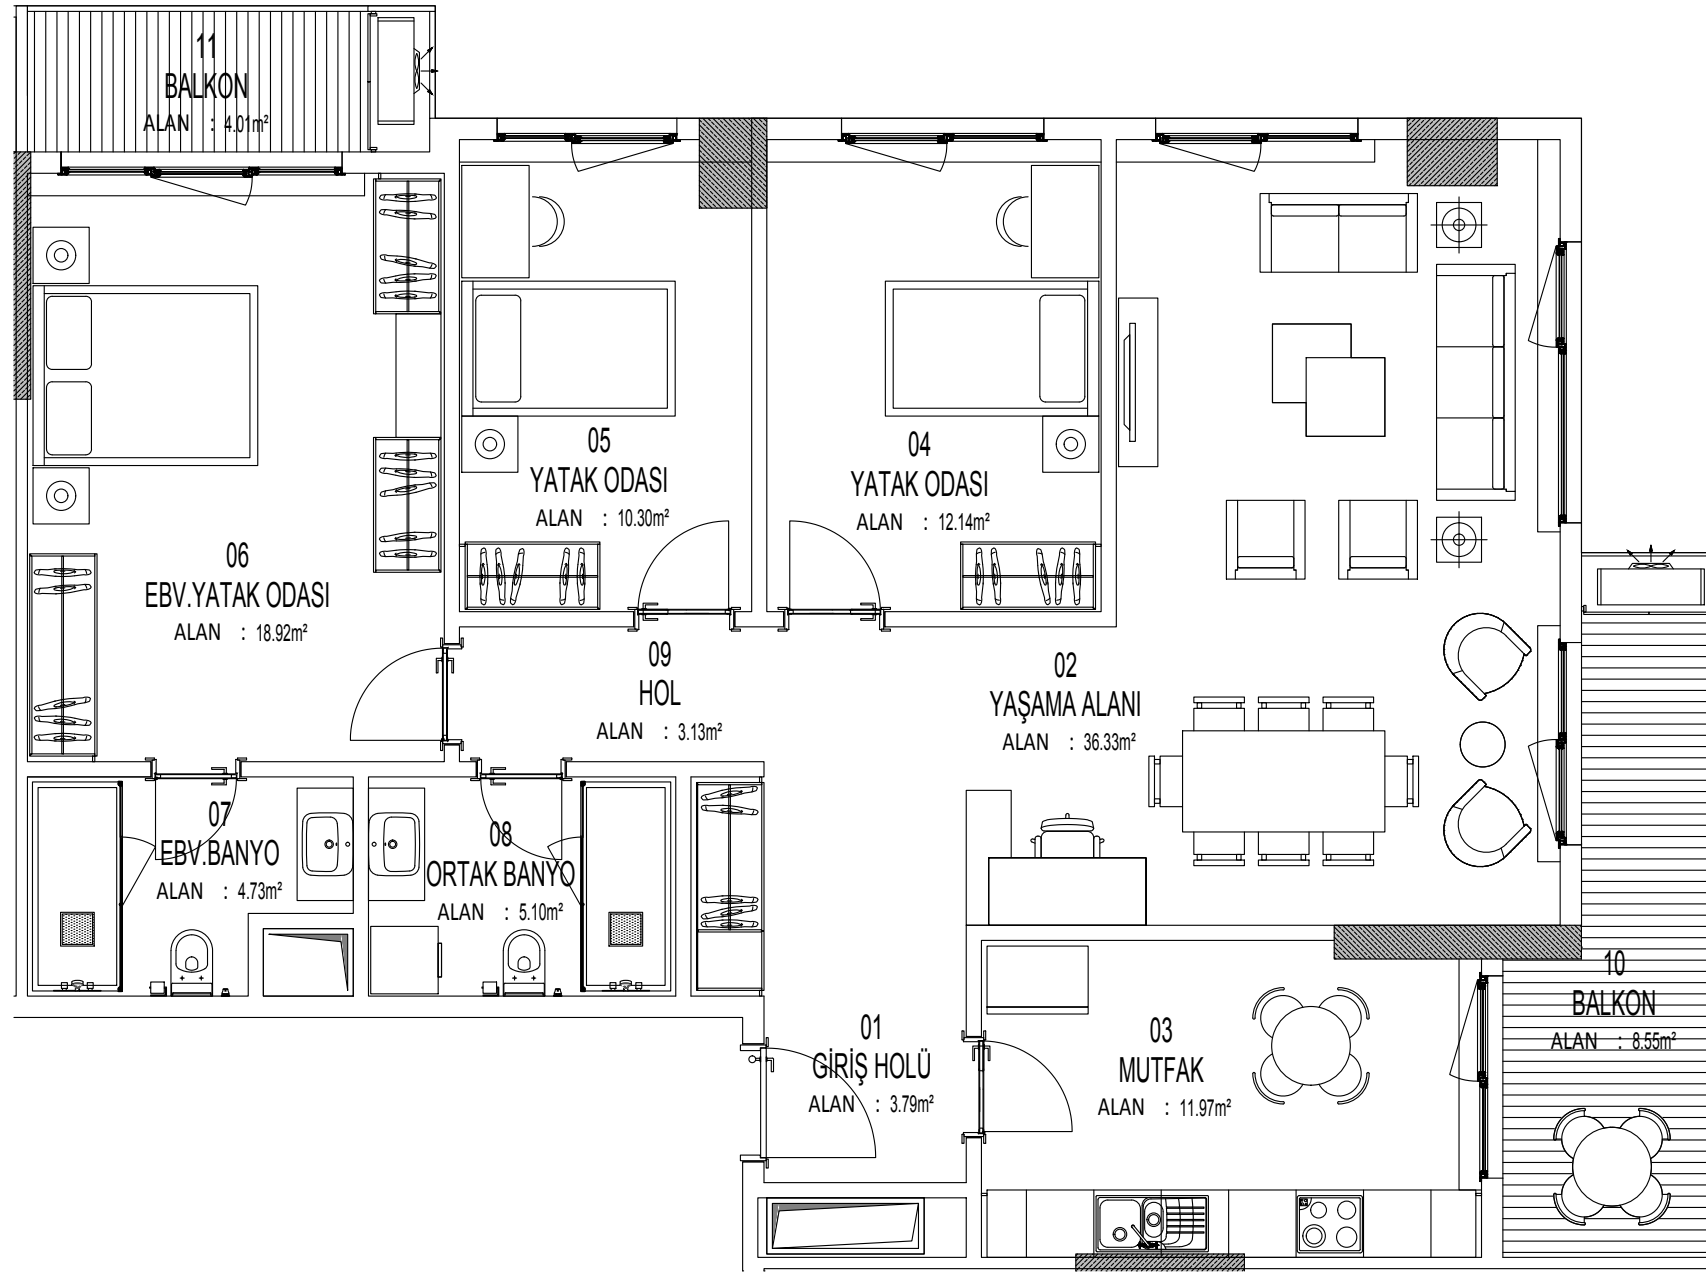 11
BALKON
ALAN : 4.01m²
05
YATAK ODASI
ALAN : 10.30m²
04
YATAK ODASI
ALAN : 12.14m²
06
EBV.YATAK ODASI
ALAN : 18.92m²
09
HOL
ALAN : 3.13m²
02
YAŞAMA ALANI
ALAN : 36.33m²
07
EBV.BANYO
ALAN : 4.73m²
08
ORTAK BANYO
ALAN : 5.10m²
01
GİRİŞ HOLÜ
ALAN : 3.79m²
03
MUTFAK
ALAN : 11.97m²
10
BALKON
ALAN : 8.55m²